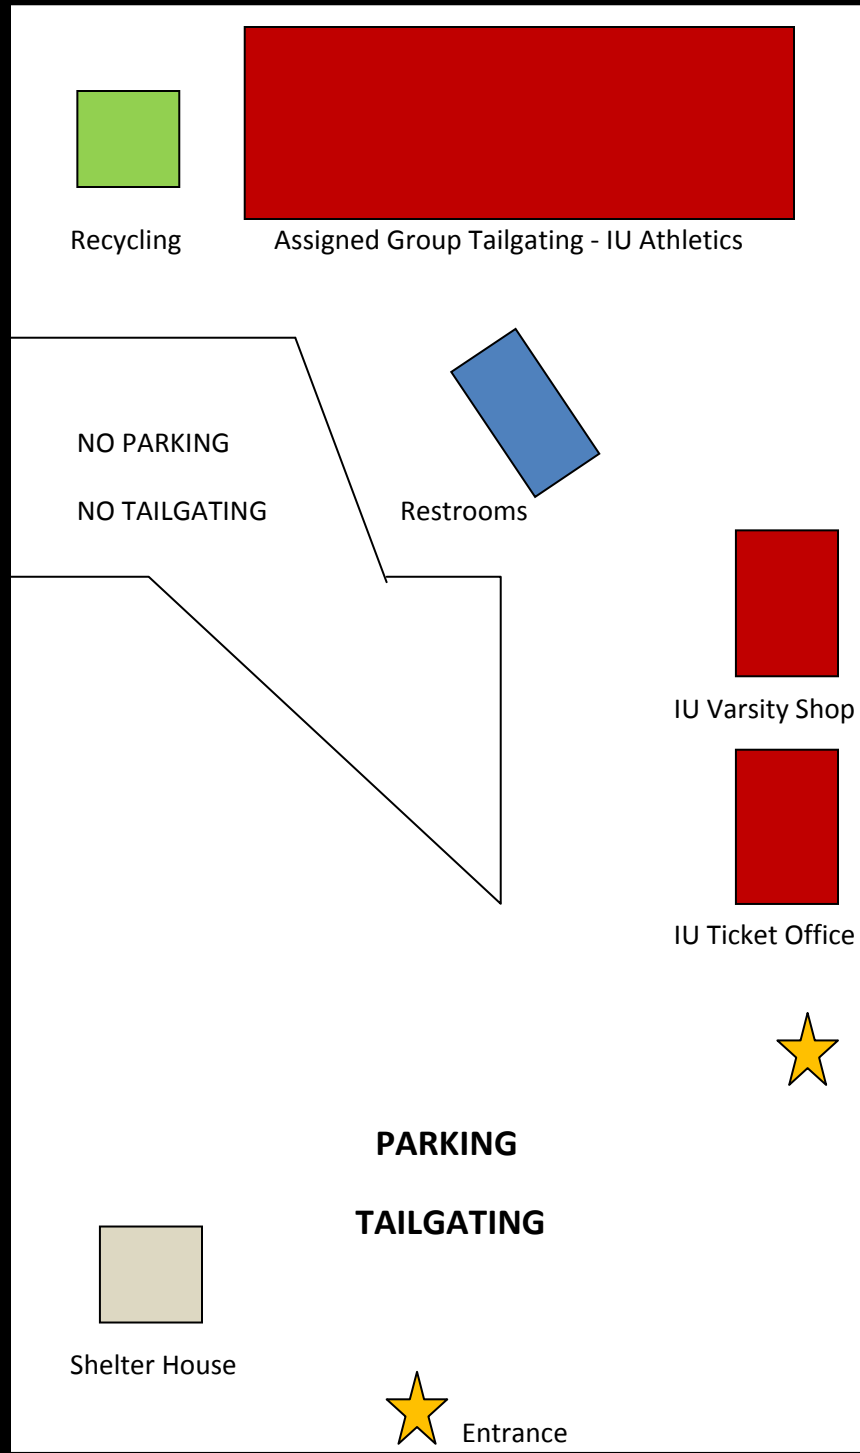 Recycling
Assigned Group Tailgating - IU Athletics
NO PARKING
NO TAILGATING
Restrooms
IU Varsity Shop
IU Ticket Office
PARKING
TAILGATING
Shelter House
Entrance